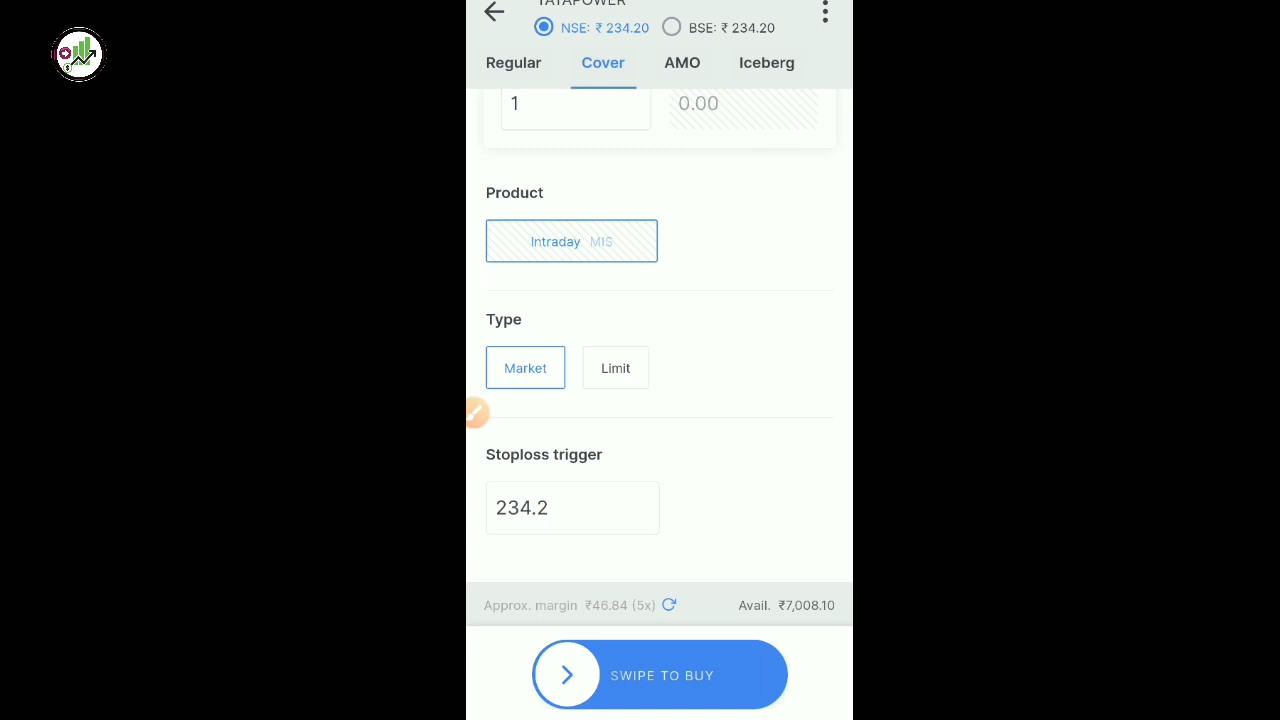 TATAPOWER
NSE: ₹ 234.20 BSE: ₹ 234.20
Regular Cover AMO Iceberg
1 0.00
Product
Intraday MIS
Type
Market Limit
Stoploss trigger
234.2
Approx. margin ₹46.84 (5x) Avail. ₹7,008.10
SWIPE TO BUY